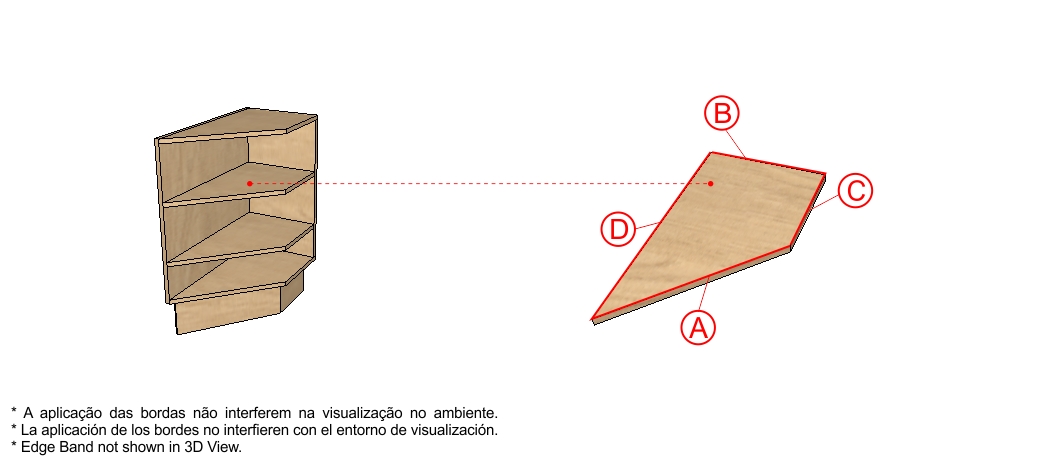 B
C
D
A
* A aplicação das bordas não interferem na visualização no ambiente.
* La aplicación de los bordes no interfieren con el entorno de visualización.
* Edge Band not shown in 3D View.